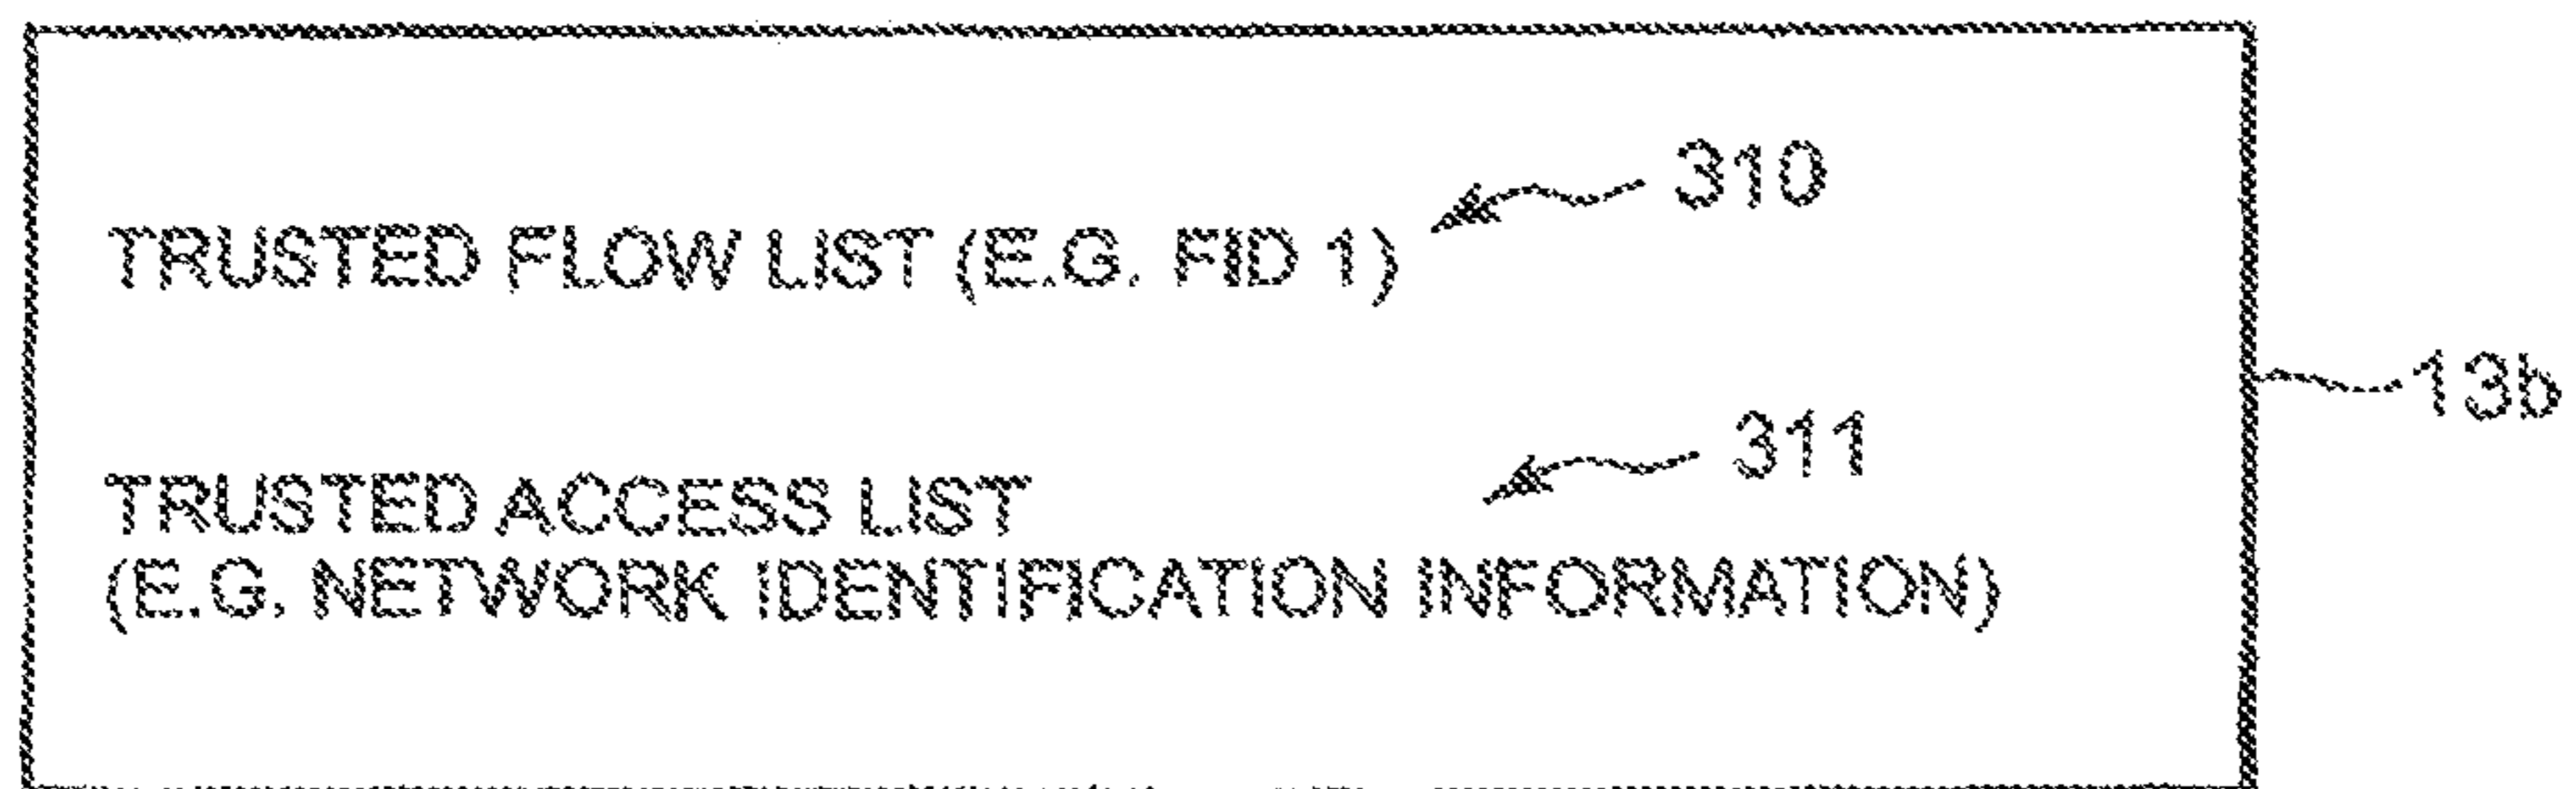 310
TRUSTED FLOW LIST (E.G. FID 1)
13b
311
TRUSTED ACCESS LIST
(E.G. NETWORK IDENTIFICATION INFORMATION)